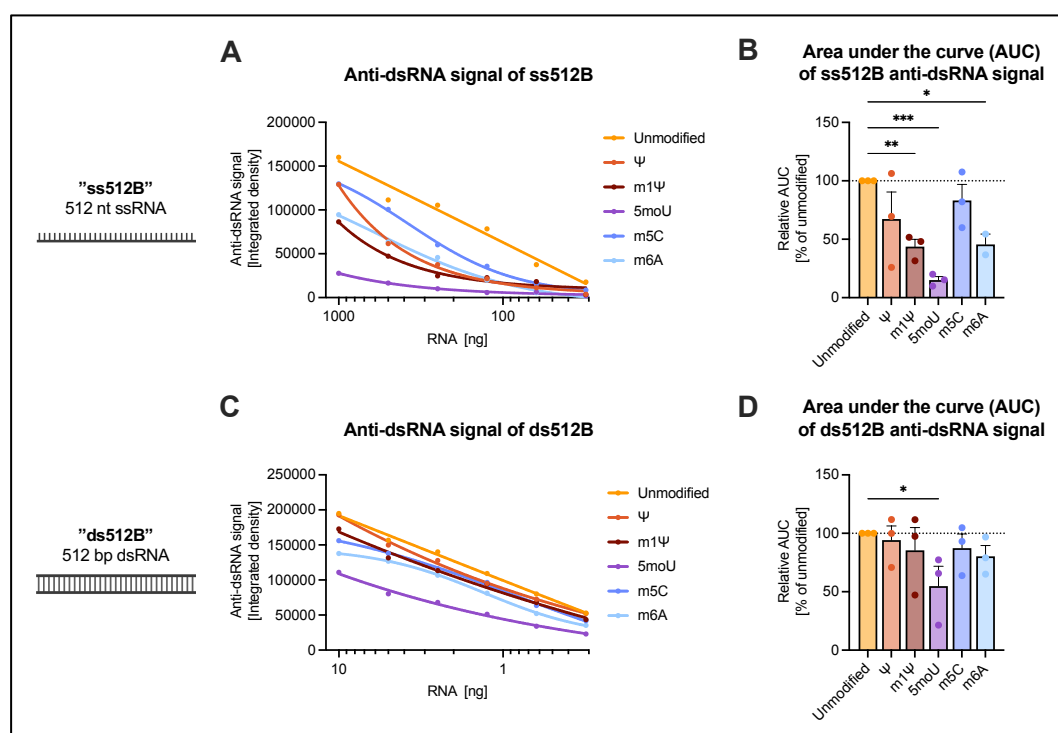 A
Anti-dsRNA signal of ss512B
200000
150000
100000
50000
0
Anti-dsRNA signal
[Integrated density]
1000
100
RNA [ng]
Unmodified
Ψ
m1Ψ
5moU
m5C
m6A
B
Area under the curve (AUC)
of ss512B anti-dsRNA signal
150
100
50
0
Relative AUC
[% of unmodified]
*
***
**
Unmodified
Ψ
m1Ψ
5moU
m5C
m6A
"ss512B"
512 nt ssRNA
C
Anti-dsRNA signal of ds512B
250000
200000
150000
100000
50000
0
Anti-dsRNA signal
[Integrated density]
10
1
RNA [ng]
Unmodified
Ψ
m1Ψ
5moU
m5C
m6A
D
Area under the curve (AUC)
of ds512B anti-dsRNA signal
150
100
50
0
Relative AUC
[% of unmodified]
*
Unmodified
Ψ
m1Ψ
5moU
m5C
m6A
"ds512B"
512 bp dsRNA